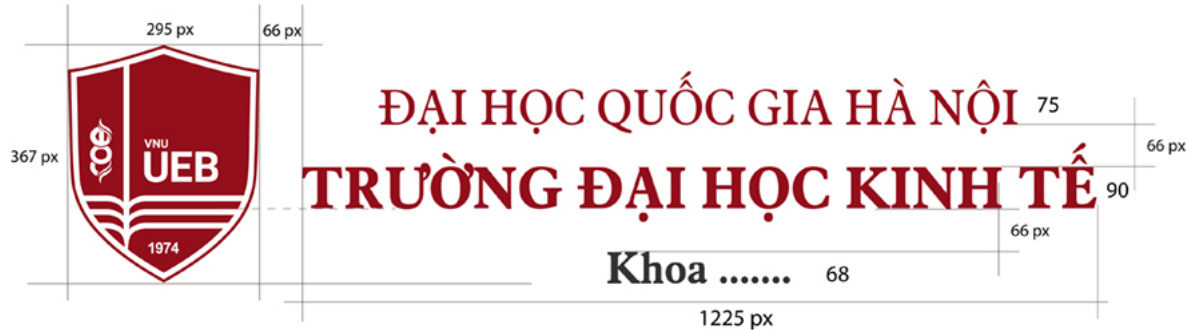 295 px
66 px
ĐẠI HỌC QUỐC GIA HÀ NỘI 75
66 px
367 px
VNU
UEB
TRƯỜNG ĐẠI HỌC KINH TẾ 90
1974
66 px
Khoa ....... 68
1225 px